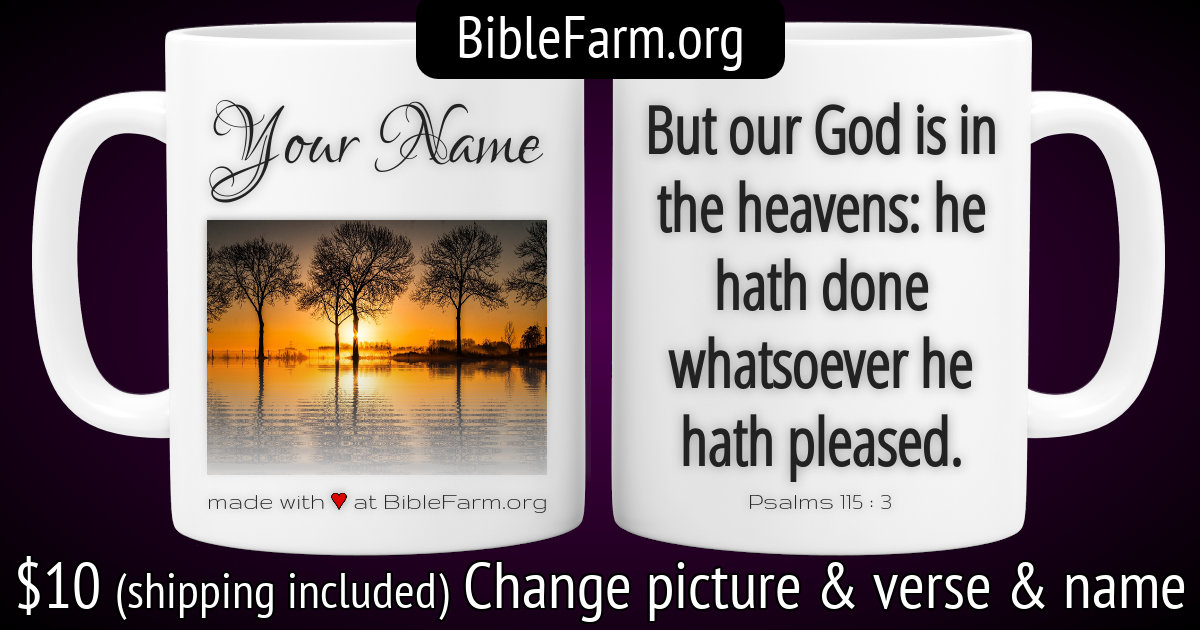 BibleFarm.org
Your Name
made with ♥ at BibleFarm.org
But our God is in
the heavens: he
hath done
whatsoever he
hath pleased.
Psalms 115 : 3
$10 (shipping included) Change picture & verse & name